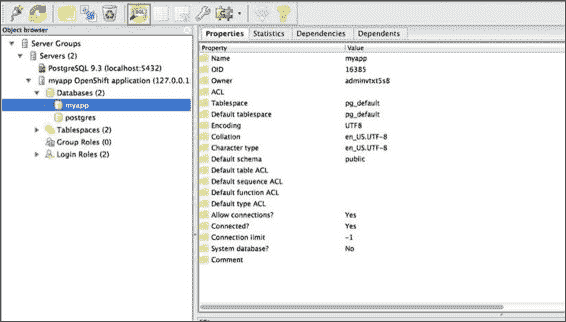 SQL
Object browser
Server Groups
Servers (2)
PostgreSQL 9.3 (localhost:5432)
myapp OpenShift application (127.0.0.1
Databases (2)
myapp
postgres
Tablespaces (2)
Group Roles (0)
Login Roles (2)
Properties Statistics Dependencies Dependents
Property Value
Name myapp
OID 16385
Owner adminvtxt5s8
ACL
Tablespace pg_default
Default tablespace pg_default
Encoding UTF8
Collation en_US.UTF-8
Character type en_US.UTF-8
Default schema public
Default table ACL
Default sequence ACL
Default function ACL
Default type ACL
Allow connections? Yes
Connected? Yes
Connection limit -1
System database? No
Comment